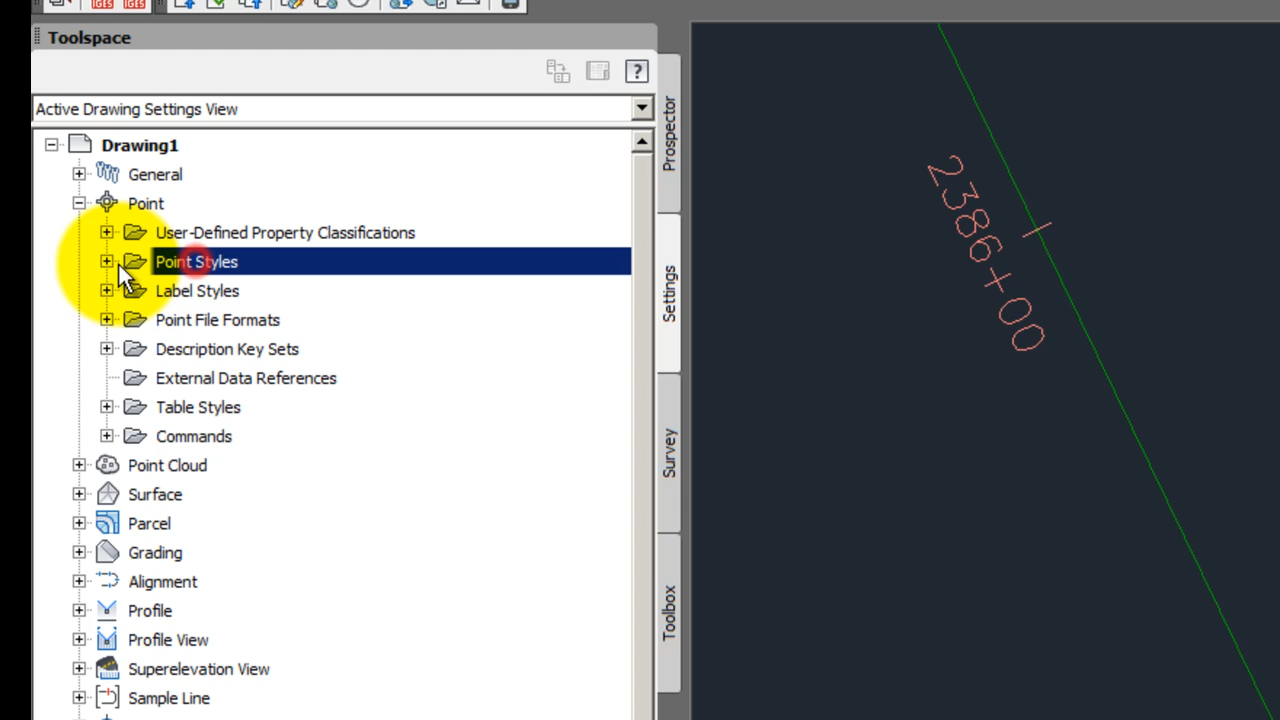 IGES IGES
Toolspace
?
Active Drawing Settings View
Drawing1
General
Point
User-Defined Property Classifications
Point Styles
Label Styles
Point File Formats
Description Key Sets
External Data References
Table Styles
Commands
Point Cloud
Surface
Parcel
Grading
Alignment
Profile
Profile View
Superelevation View
Sample Line
Prospector
Settings
Survey
Toolbox
2386+00